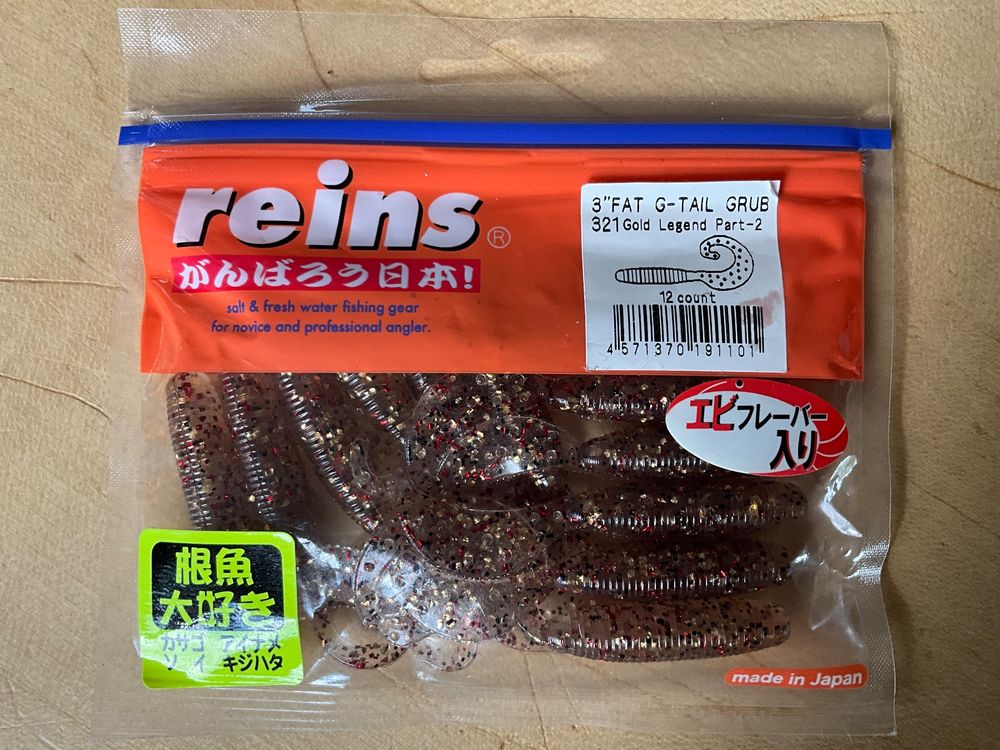 reins®
がんばろう日本!
salt & fresh water fishing gear
for novice and professional angler.
3"FAT G-TAIL GRUB
321 Gold Legend Part-2
12 count
4 571370 191101
エビフレーバー
入り
根魚
大好き
カサゴ アイナメ
ソイ キジハタ
made in Japan